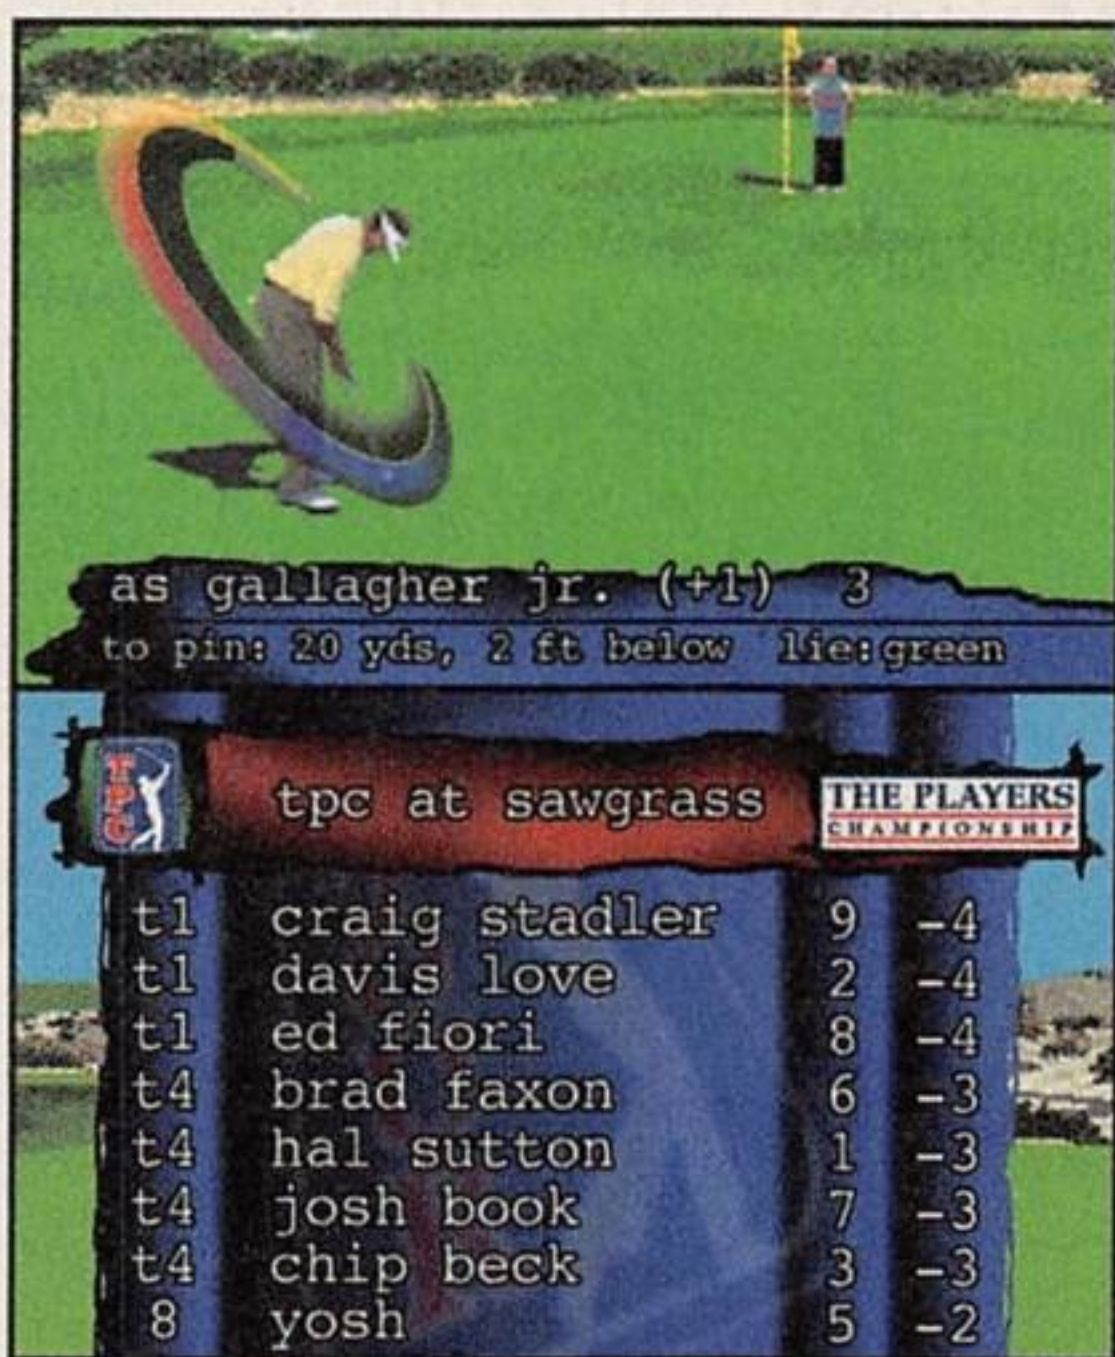 as gallagher jr. (+1) 3
to pin: 20 yds, 2 ft below lie: green
TPC
tpc at sawgrass
THE PLAYERS
CHAMPIONSHIP
t1 craig stadler 9 -4
t1 davis love 2 -4
t1 ed fiori 8 -4
t4 brad faxon 6 -3
t4 hal sutton 1 -3
t4 josh book 7 -3
t4 chip beck 3 -3
8 yosh 5 -2